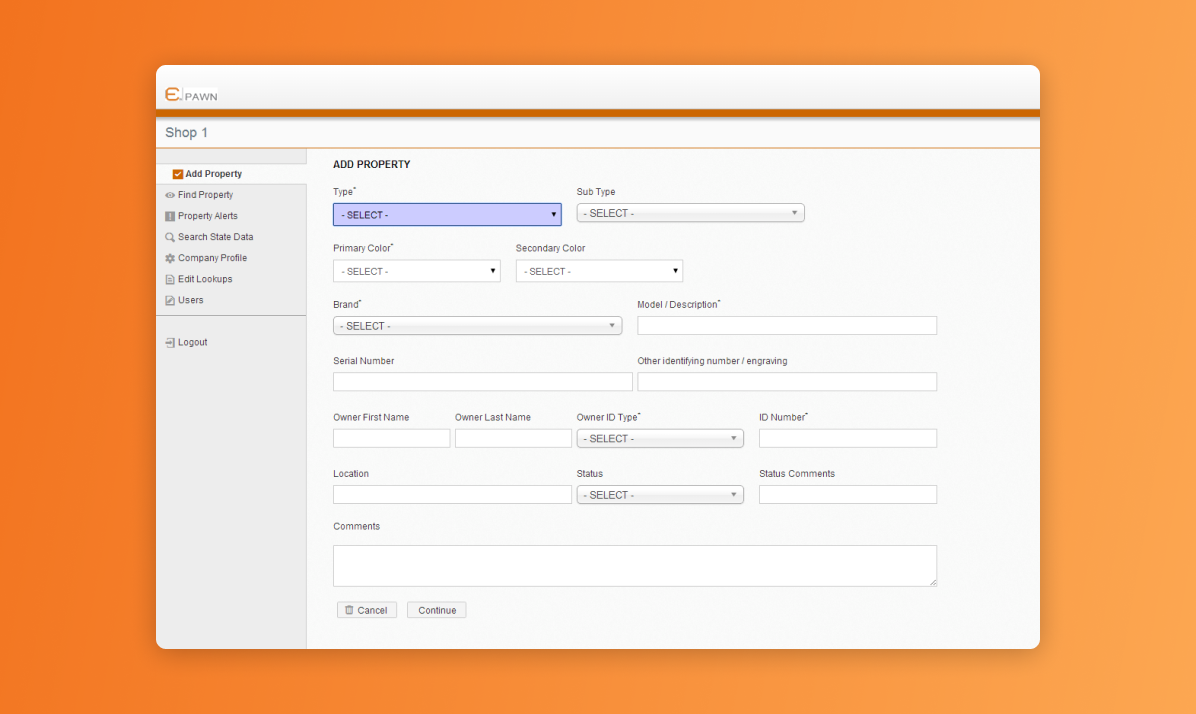 E PAWN
Shop 1
Add Property
Find Property
Property Alerts
Search State Data
Company Profile
Edit Lookups
Users
Logout
ADD PROPERTY
Type* Sub Type
- SELECT - - SELECT -
Primary Color* Secondary Color
- SELECT - - SELECT -
Brand* Model / Description*
- SELECT -
Serial Number Other identifying number / engraving
Owner First Name Owner Last Name Owner ID Type* ID Number*
- SELECT -
Location Status Status Comments
- SELECT -
Comments
Cancel Continue